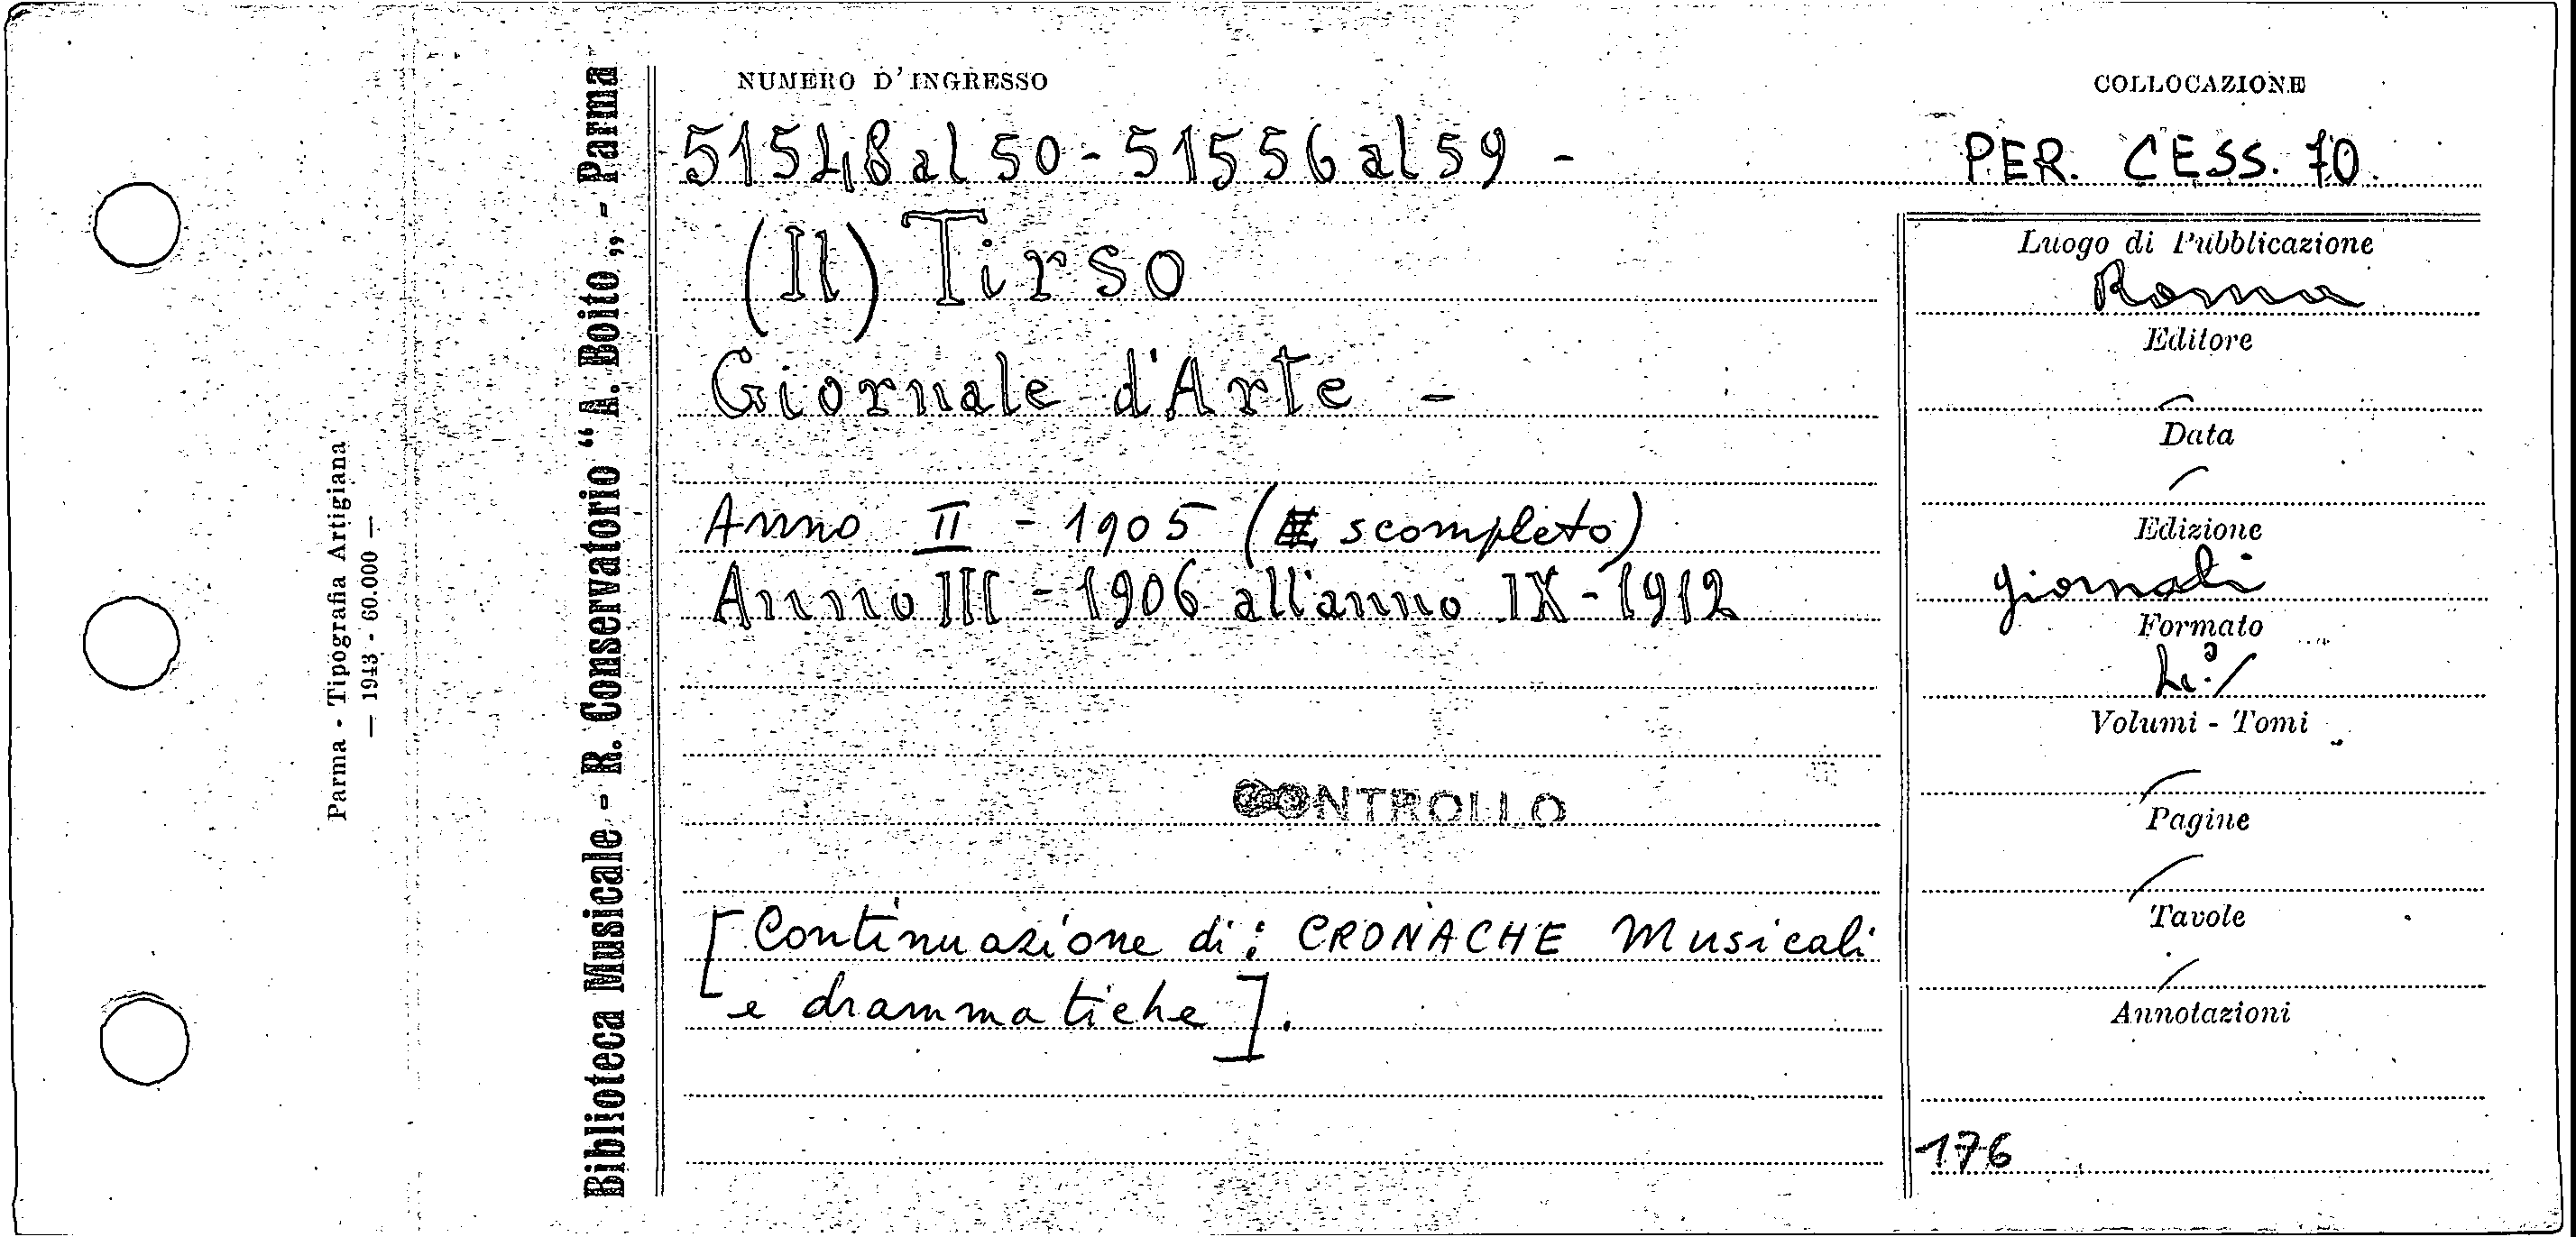 Parma - Tipografia Artigiana
— 1943 - 60.000 —
Biblioteca Musicale - R. Conservatorio “A. Boito„ - Parma
NUMERO D'INGRESSO
51548 al 50 - 51556 al 59 -
(Il) Tirso
Giornale d'Arte -
Anno II - 1905 ( scompleto)
Anno III - 1906 all'anno IX - 1912
CONTROLLO
[Continuazione di: CRONACHE Musicali
e drammatiche].
COLLOCAZIONE
PER. CESS. 70.
Luogo di Pubblicazione
Roma
Editore
Data
Edizione
giornali
Formato
Volumi - Tomi
Pagine
Tavole
Annotazioni
176